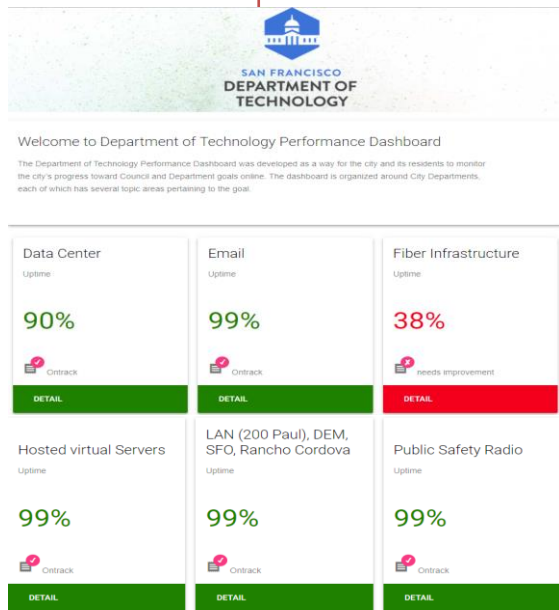 SAN FRANCISCO
DEPARTMENT OF
TECHNOLOGY
Welcome to Department of Technology Performance Dashboard
The Department of Technology Performance Dashboard was developed as a way for the city and its residents to monitor
the city's progress toward Council and Department goals online. The dashboard is organized around City Departments,
each of which has several topic areas pertaining to the goal.
Data Center
Uptime
90%
Ontrack
DETAIL
Email
Uptime
99%
Ontrack
DETAIL
Fiber Infrastructure
Uptime
38%
needs improvement
DETAIL
Hosted virtual Servers
Uptime
99%
Ontrack
DETAIL
LAN (200 Paul), DEM,
SFO, Rancho Cordova
Uptime
99%
Ontrack
DETAIL
Public Safety Radio
Uptime
99%
Ontrack
DETAIL